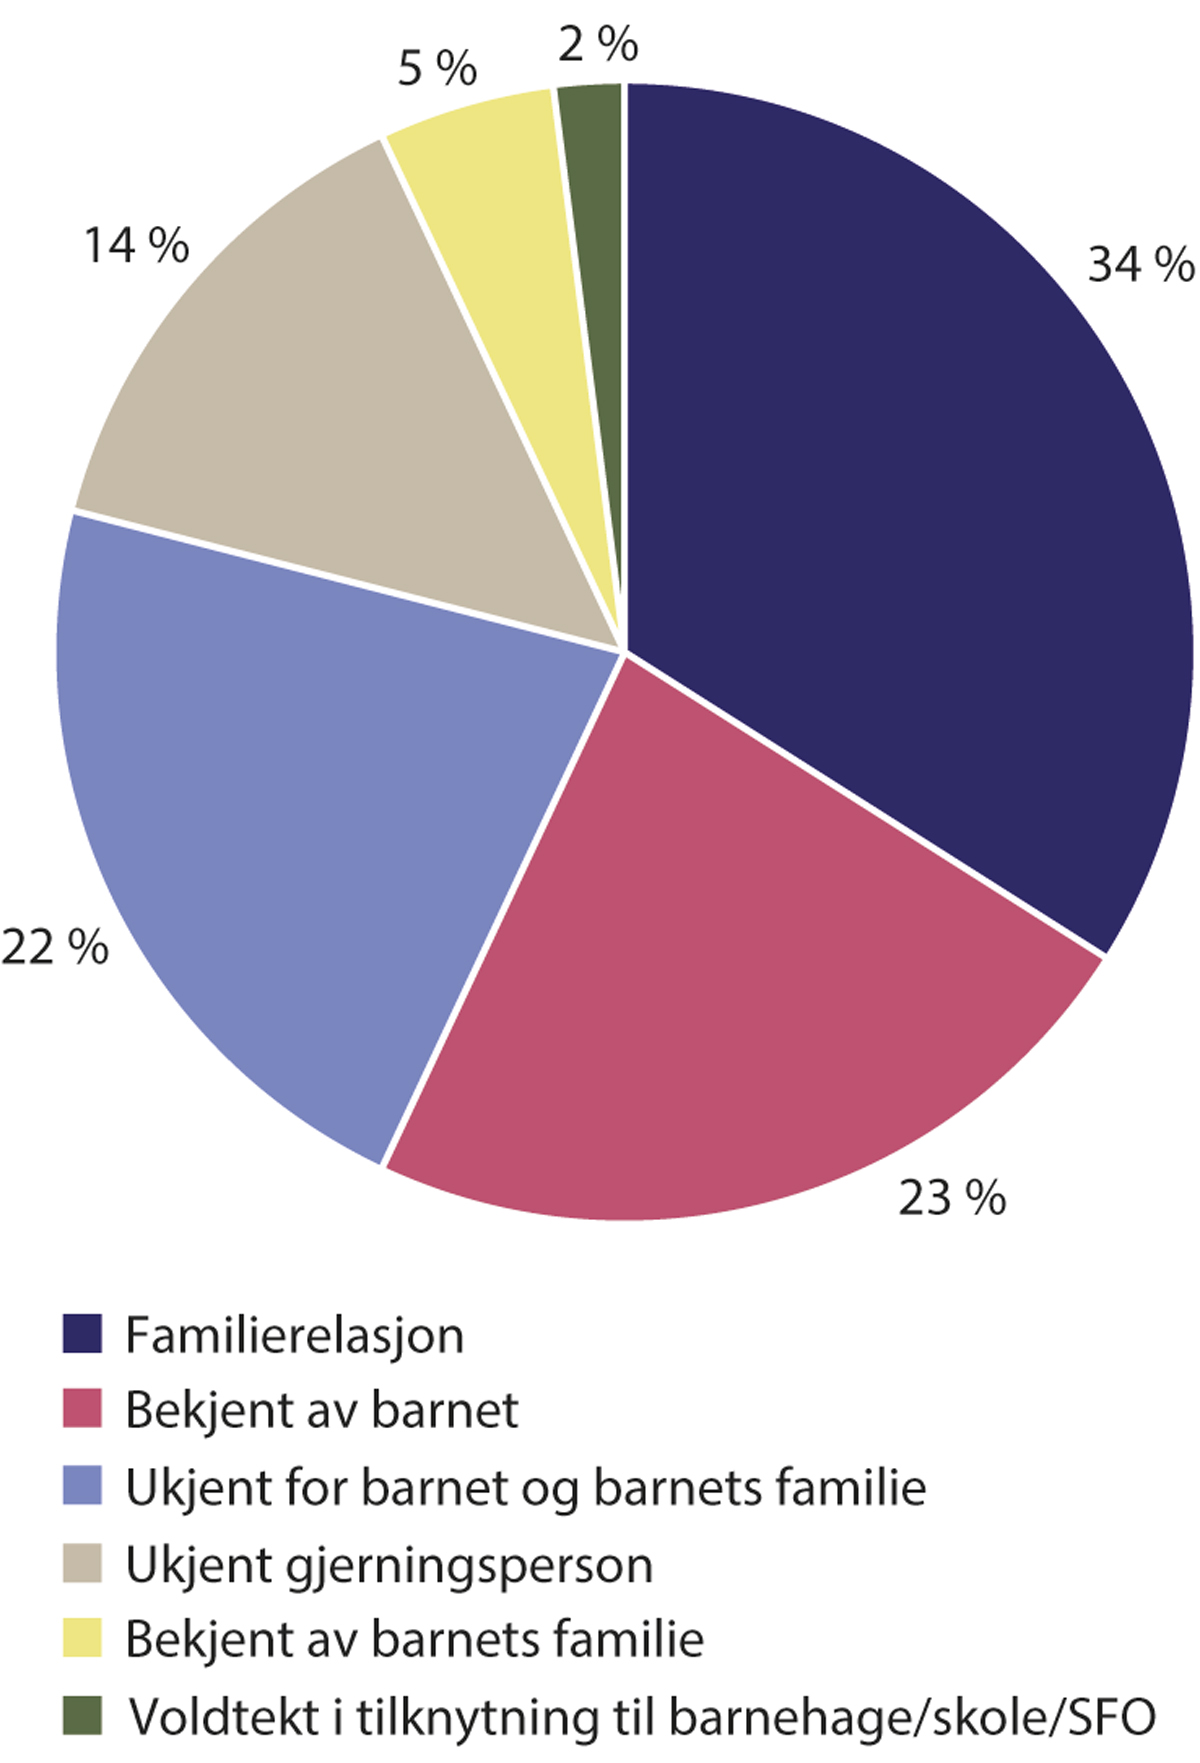 2 %
5 %
14 %
34 %
22 %
23 %
Familierelasjon
Bekjent av barnet
Ukjent for barnet og barnets familie
Ukjent gjerningsperson
Bekjent av barnets familie
Voldtekt i tilknytning til barnehage/skole/SFO